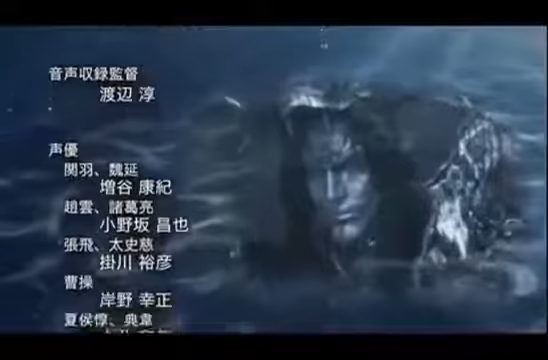 音声収録監督
渡辺 淳
声優
関羽、魏延
増谷 康紀
趙雲、諸葛亮
小野坂 昌也
張飛、太史慈
掛川 裕彦
曹操
岸野 幸正
夏侯惇、典韋